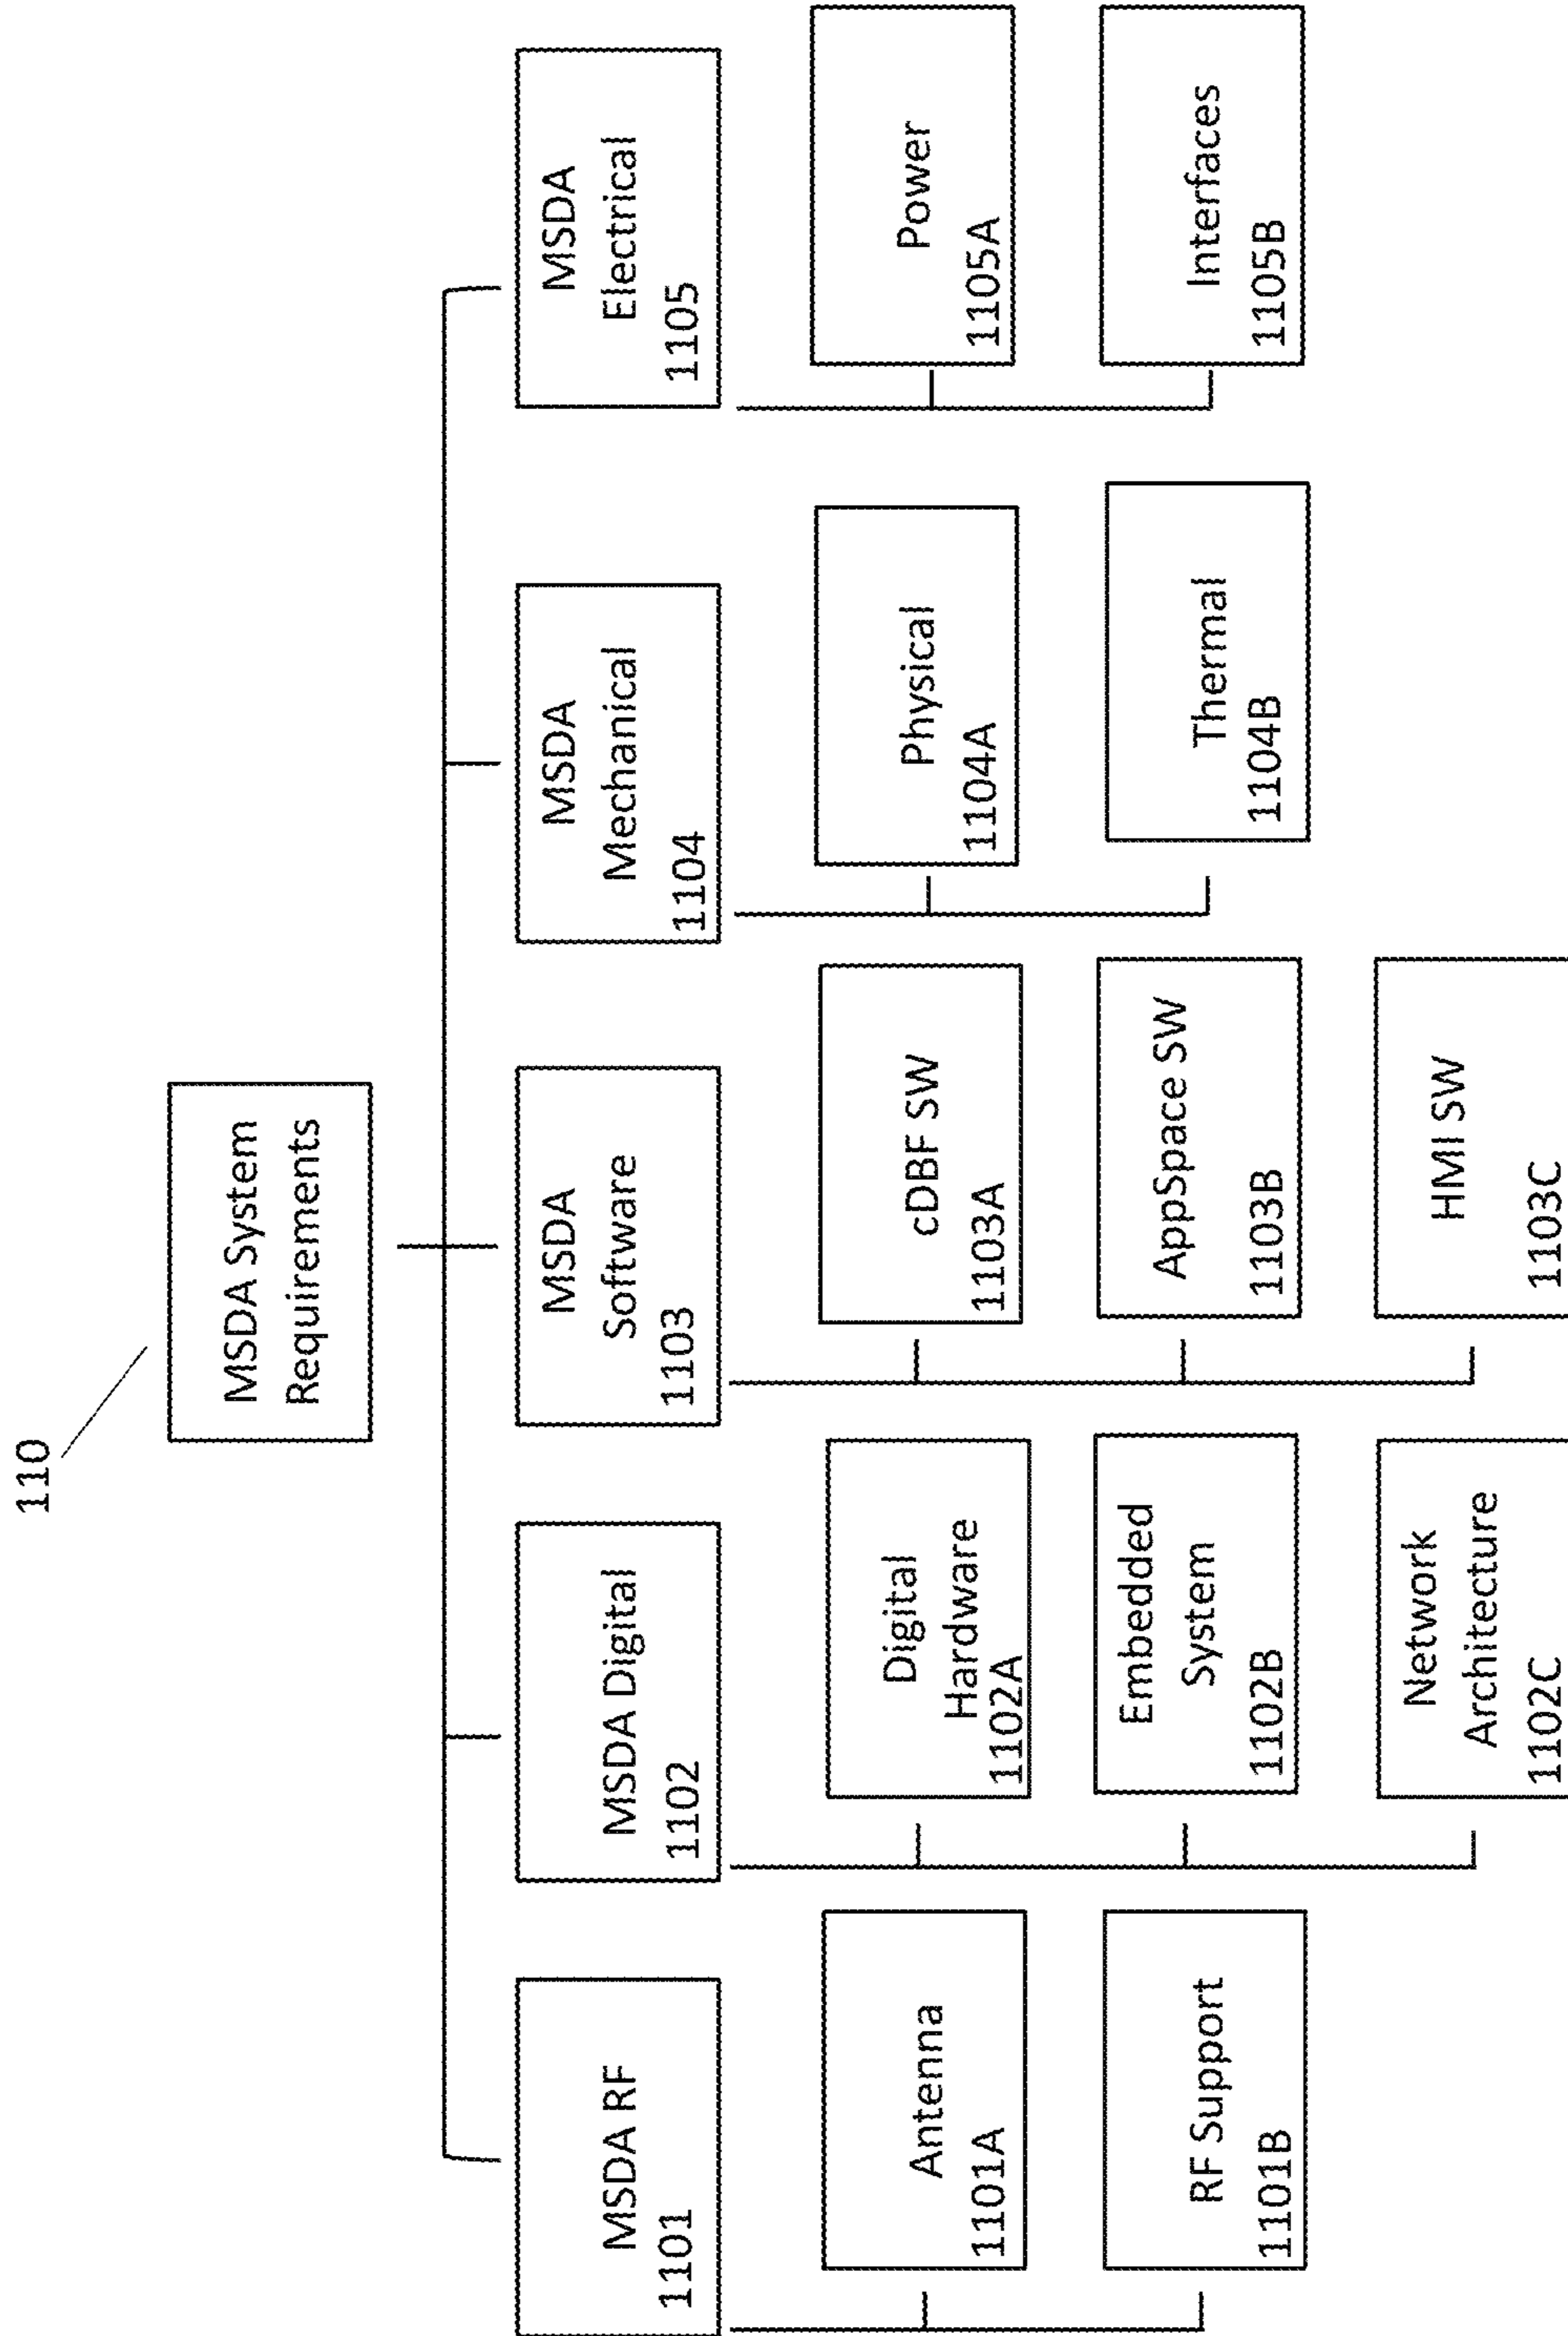 110
MSDA System
Requirements
MSDA RF
1101
MSDA Digital
1102
MSDA
Software
1103
MSDA
Mechanical
1104
MSDA
Electrical
1105
Antenna
1101A
RF Support
1101B
Digital
Hardware
1102A
Embedded
System
1102B
Network
Architecture
1102C
cDBF SW
1103A
AppSpace SW
1103B
HMI SW
1103C
Physical
1104A
Thermal
1104B
Power
1105A
Interfaces
1105B